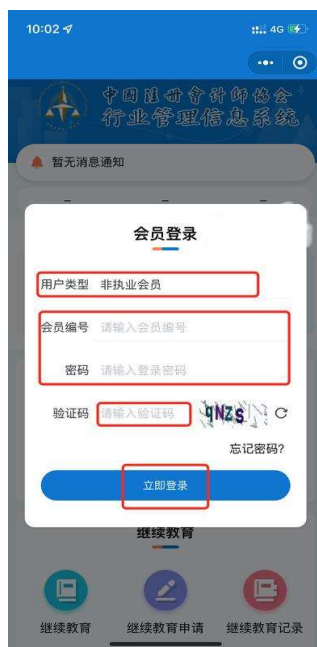 10:02
4G
中国注册会计师协会
行业管理信息系统
暂无消息通知
会员登录
用户类型 非执业会员
会员编号 请输入会员编号
密码 请输入登录密码
验证码 请输入验证码 qNZs
忘记密码?
立即登录
继续教育
继续教育 继续教育申请 继续教育记录